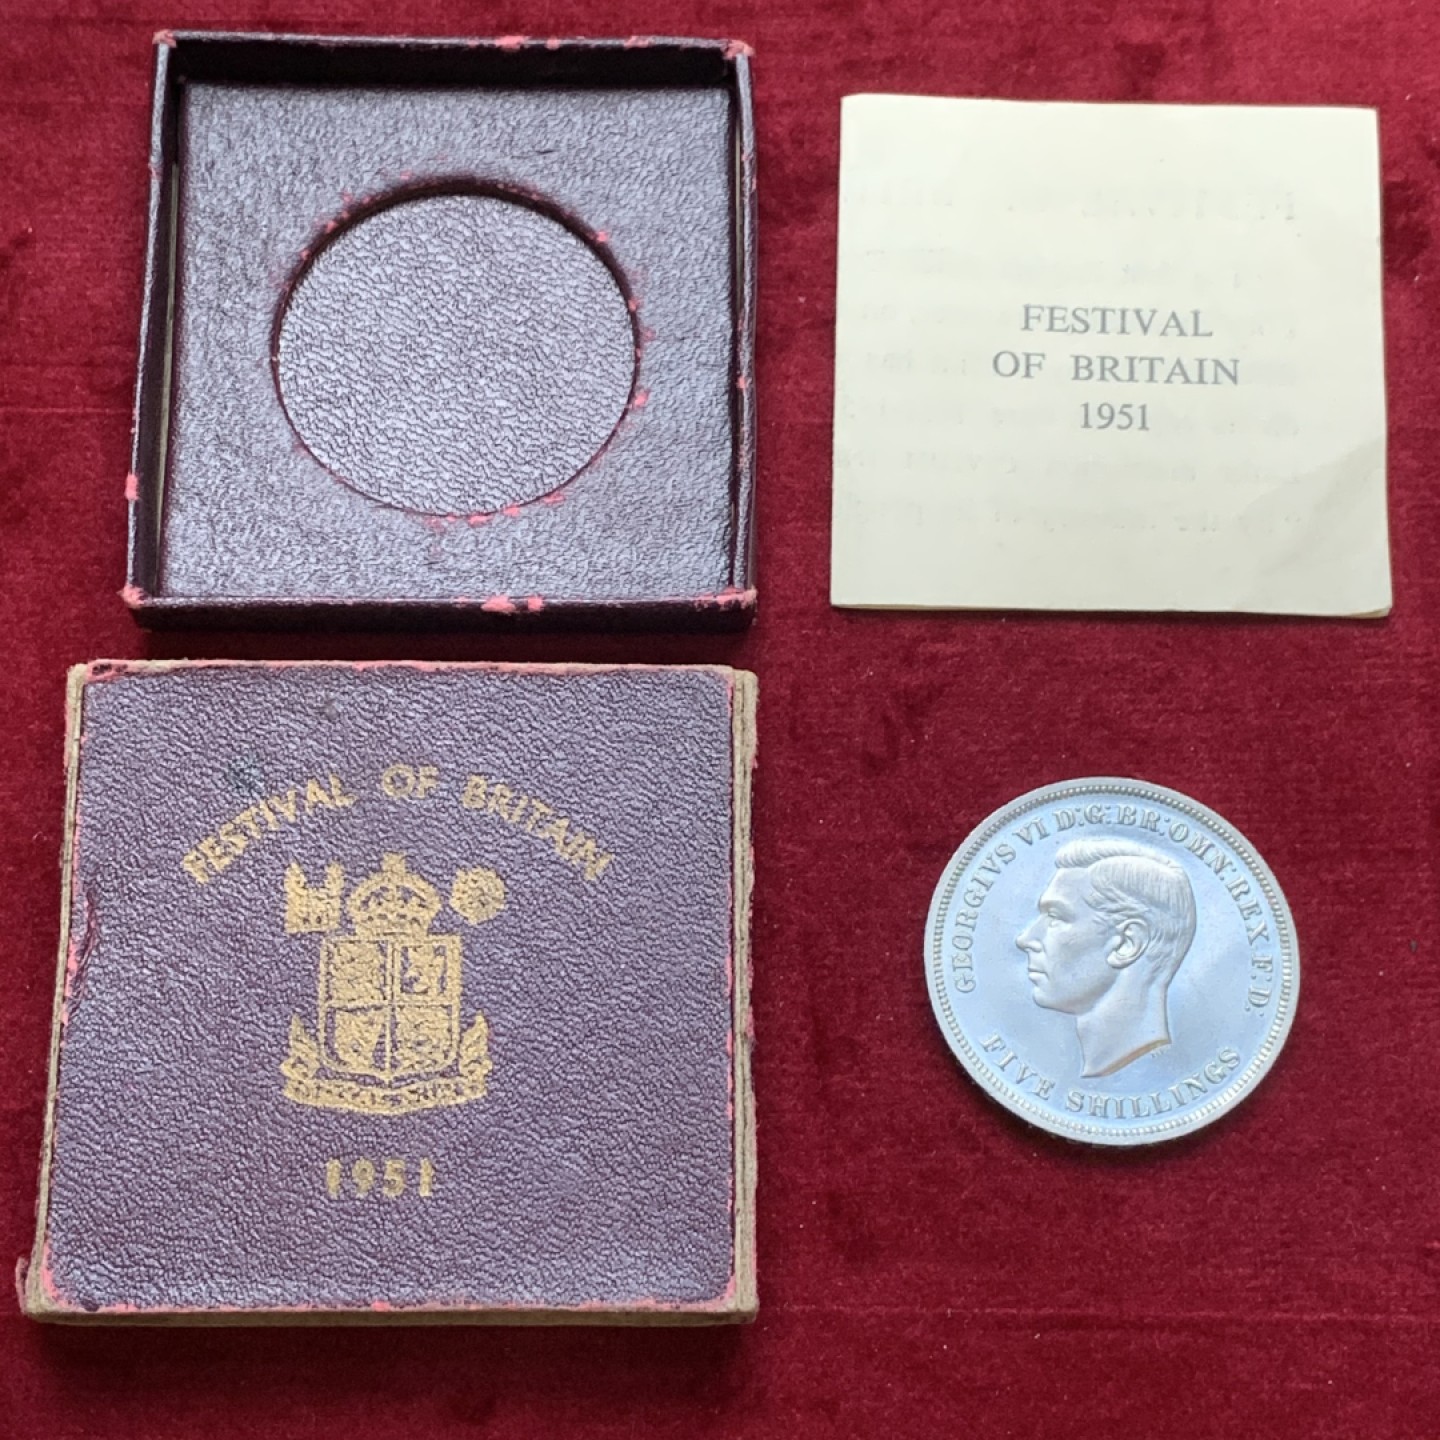 FESTIVAL
OF BRITAIN
1951
FESTIVAL OF BRITAIN
1951
GEORGIVS VI D:G:BR:OMN:REX F:D:
FIVE SHILLINGS